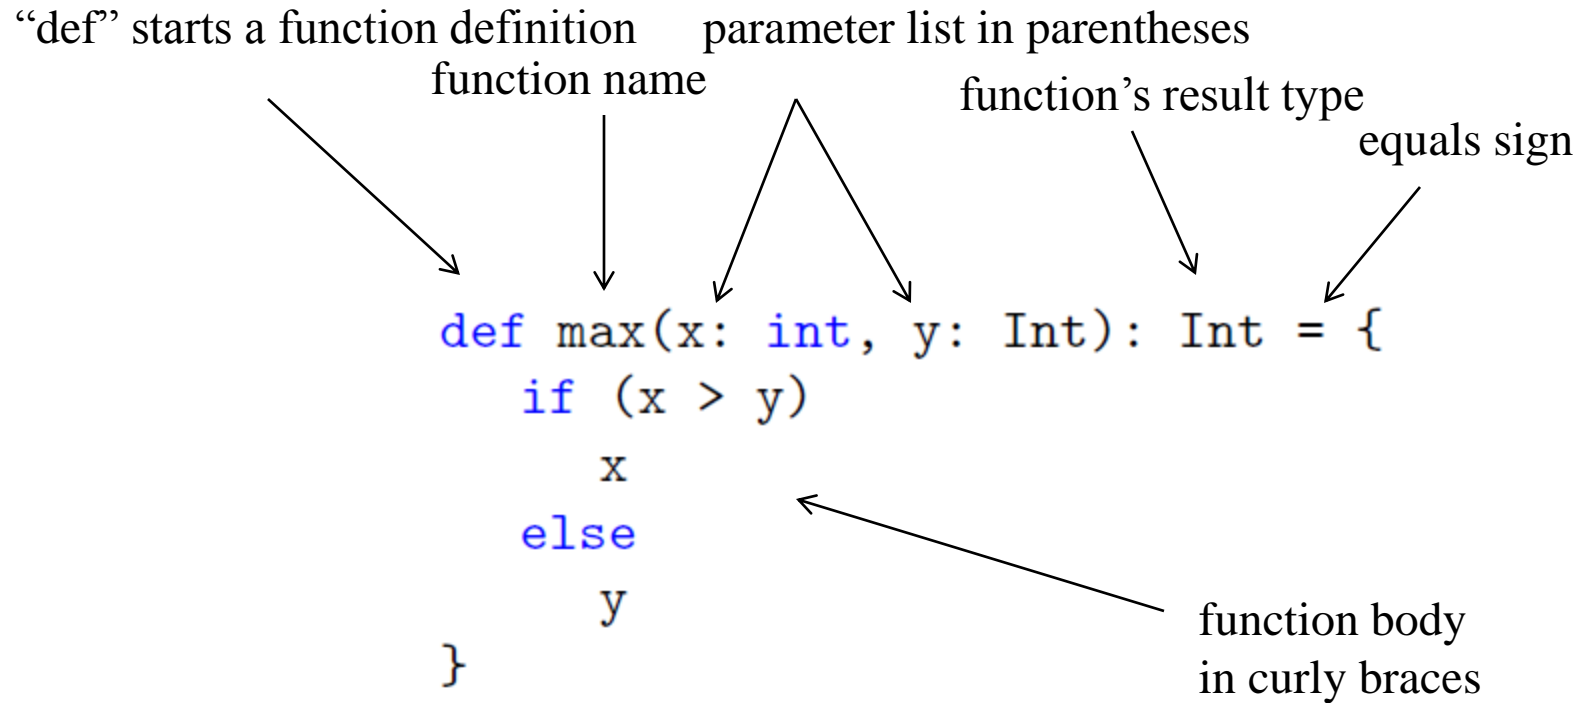 “def” starts a function definition
function name
parameter list in parentheses
function’s result type
equals sign
def max(x: int, y: Int): Int = {
if (x > y)
x
else
y
}
function body
in curly braces